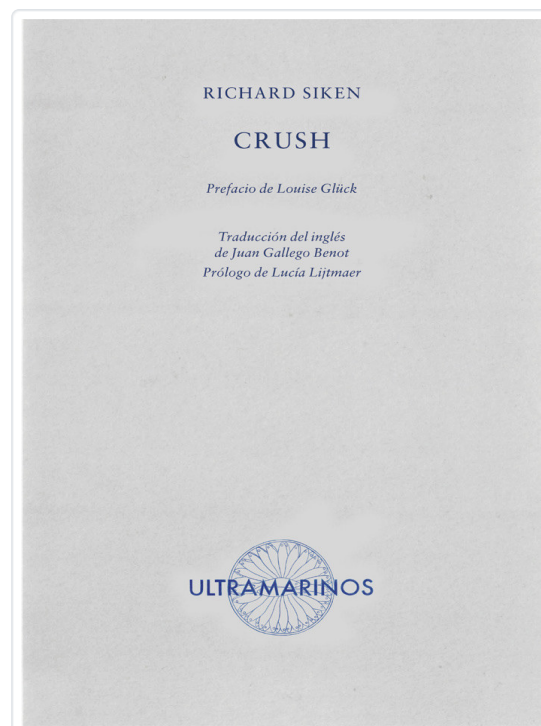 RICHARD SIKEN
CRUSH
Prefacio de Louise Glück
Traducción del inglés
de Juan Gallego Benot
Prólogo de Lucía Lijtmaer
ULTRAMARINOS